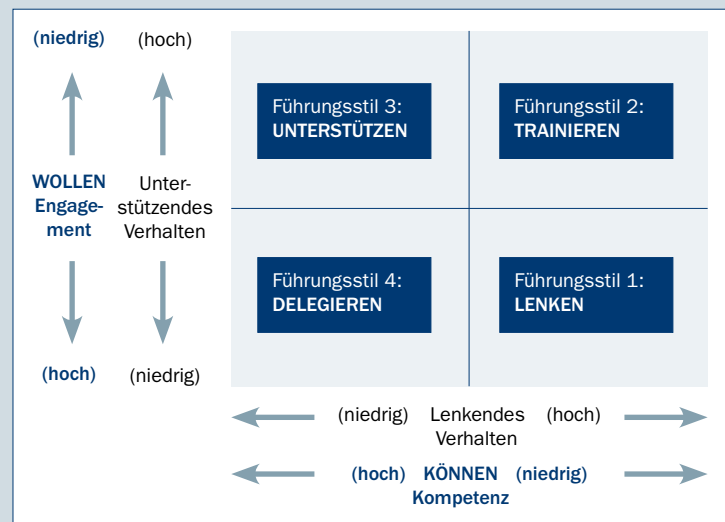 (niedrig) (hoch)
Führungsstil 3:
UNTERSTÜTZEN
Führungsstil 2:
TRAINIEREN
WOLLEN
Engage-
ment
Unter-
stützendes
Verhalten
Führungsstil 4:
DELEGIEREN
Führungsstil 1:
LENKEN
(hoch) (niedrig)
(niedrig) Lenkendes (hoch)
Verhalten
(hoch) KÖNNEN (niedrig)
Kompetenz